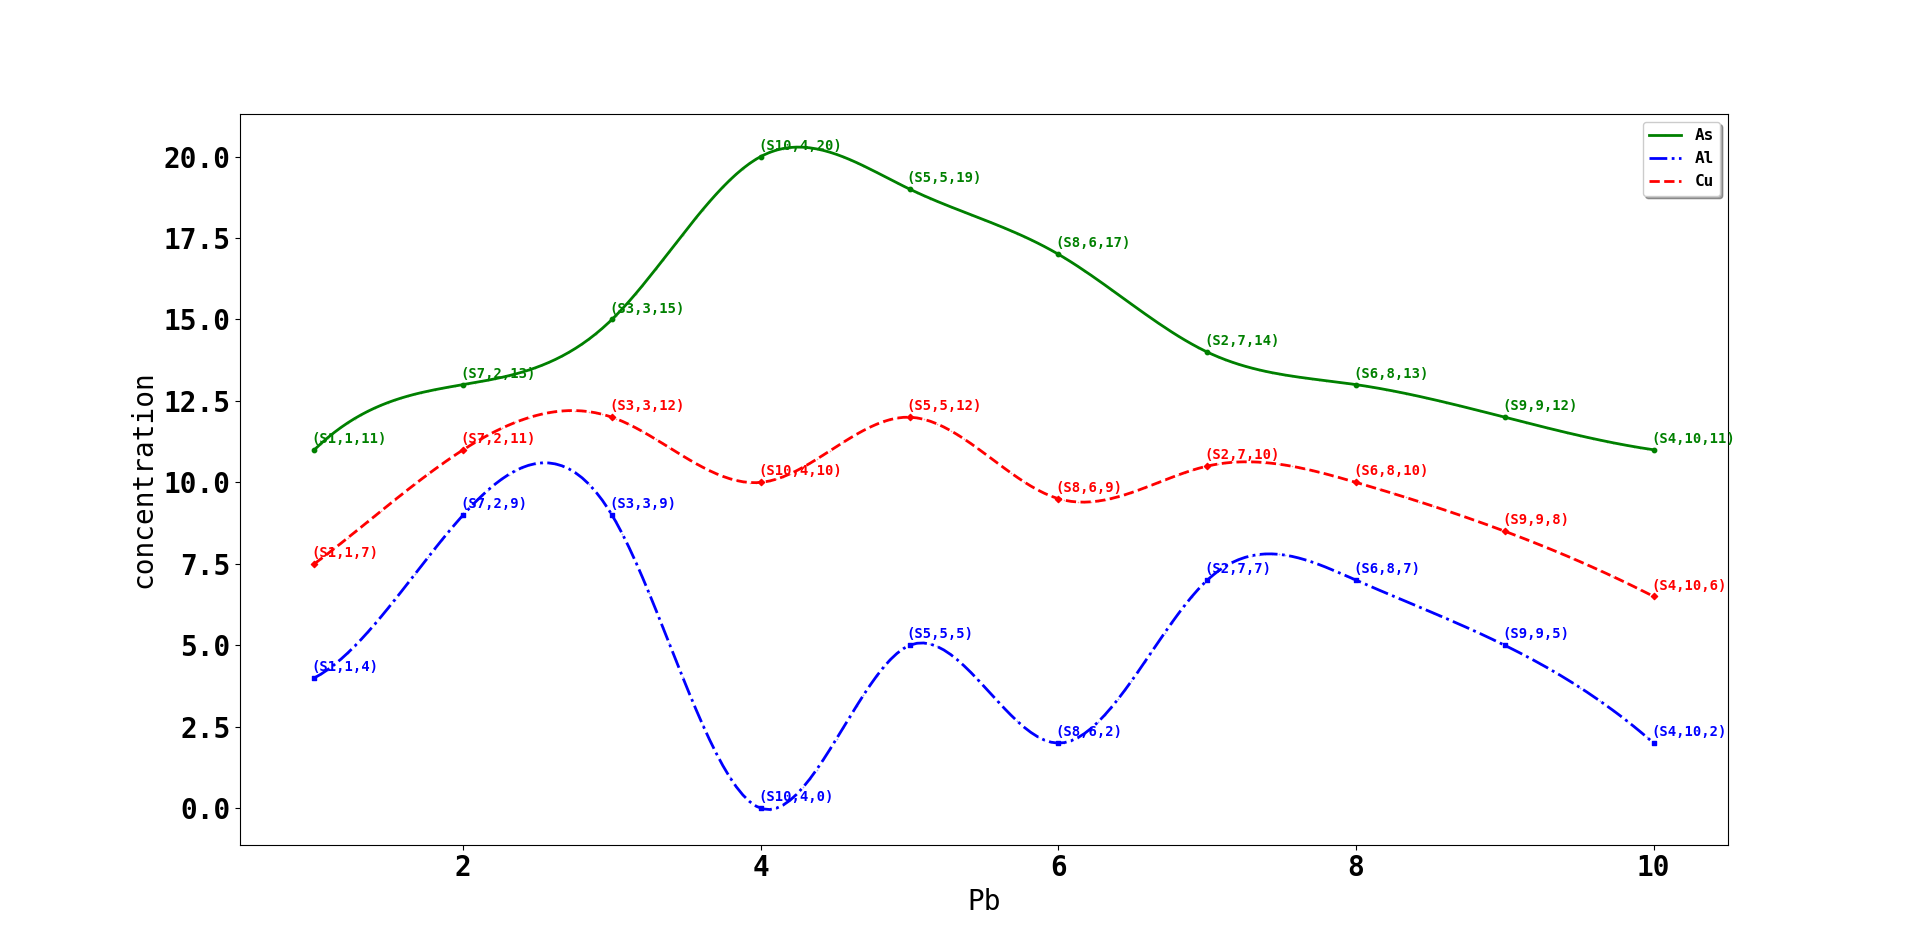 As
Al
Cu
20.0
17.5
15.0
12.5
10.0
7.5
5.0
2.5
0.0
concentration
(S1,1,11)
(S7,2,13)
(S3,3,15)
(S10,4,20)
(S5,5,19)
(S8,6,17)
(S2,7,14)
(S6,8,13)
(S9,9,12)
(S4,10,11)
(S1,1,7)
(S7,2,11)
(S3,3,12)
(S10,4,10)
(S5,5,12)
(S8,6,9)
(S2,7,10)
(S6,8,10)
(S9,9,8)
(S4,10,6)
(S1,1,4)
(S7,2,9)
(S3,3,9)
(S10,4,0)
(S5,5,5)
(S8,6,2)
(S2,7,7)
(S6,8,7)
(S9,9,5)
(S4,10,2)
2 4 6 8 10
Pb